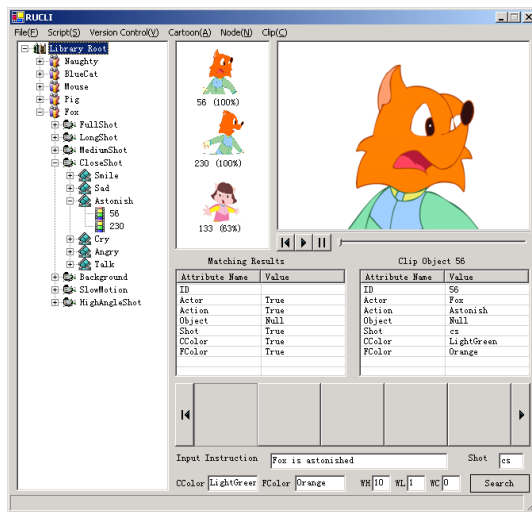 RUCLI
File(F) Script(S) Version Control(V) Cartoon(A) Node(N) Clip(C)
Library Root
Naughty
BlueCat
Mouse
Pig
Fox
FullShot
LongShot
MediumShot
CloseShot
Smile
Sad
Astonish
56
230
Cry
Angry
Talk
Background
SlowMotion
HighAngleShot
56 (100%)
230 (100%)
133 (63%)
Matching Results
Attribute Name Value
ID
Actor True
Action True
Object Null
Shot True
CColor True
FColor True
Clip Object 56
Attribute Name Value
ID 56
Actor Fox
Action Astonish
Object Null
Shot cs
CColor LightGreen
FColor Orange
Input Instruction Fox is astonished Shot cs
CColor LightGreer FColor Orange WH 10 WL 1 WC 0 Search